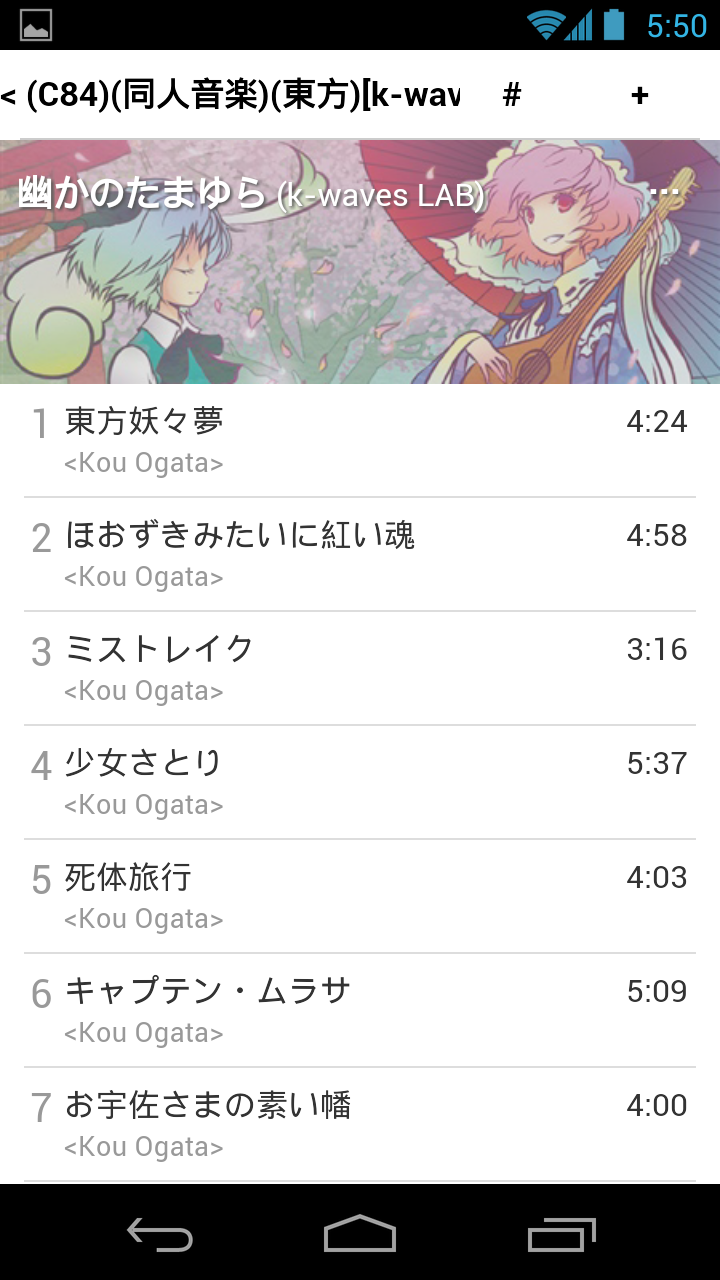 5:50
< (C84)(同人音楽)(東方)[k-wav # +
幽かのたまゆら (k-waves LAB) ...
1 東方妖々夢 4:24
<Kou Ogata>
2 ほおずきみたいに紅い魂 4:58
<Kou Ogata>
3 ミストレイク 3:16
<Kou Ogata>
4 少女さとり 5:37
<Kou Ogata>
5 死体旅行 4:03
<Kou Ogata>
6 キャプテン・ムラサ 5:09
<Kou Ogata>
7 お宇佐さまの素い幡 4:00
<Kou Ogata>